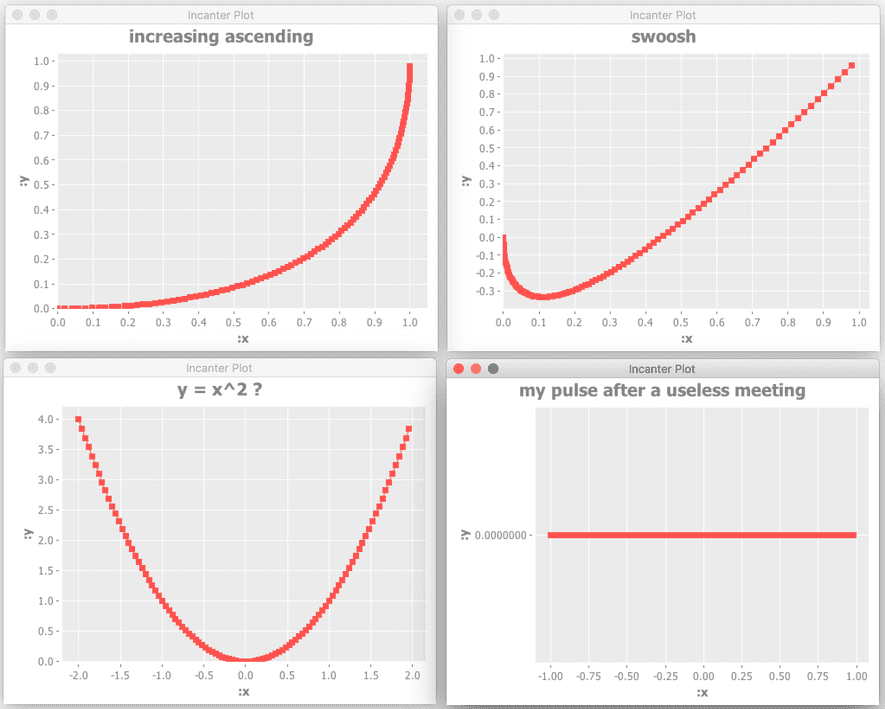 Incanter Plot
increasing ascending
1.0
0.9
0.8
0.7
0.6
0.5
0.4
0.3
0.2
0.1
0.0
:y
0.0 0.1 0.2 0.3 0.4 0.5 0.6 0.7 0.8 0.9 1.0
:x
Incanter Plot
swoosh
1.0
0.9
0.8
0.7
0.6
0.5
0.4
0.3
0.2
0.1
0.0
-0.1
-0.2
-0.3
:y
0.0 0.1 0.2 0.3 0.4 0.5 0.6 0.7 0.8 0.9 1.0
:x
Incanter Plot
y = x^2 ?
4.0
3.5
3.0
2.5
2.0
1.5
1.0
0.5
0.0
:y
-2.0 -1.5 -1.0 -0.5 0.0 0.5 1.0 1.5 2.0
:x
Incanter Plot
my pulse after a useless meeting
:y
0.0000000
-1.00 -0.75 -0.50 -0.25 0.00 0.25 0.50 0.75 1.00
:x